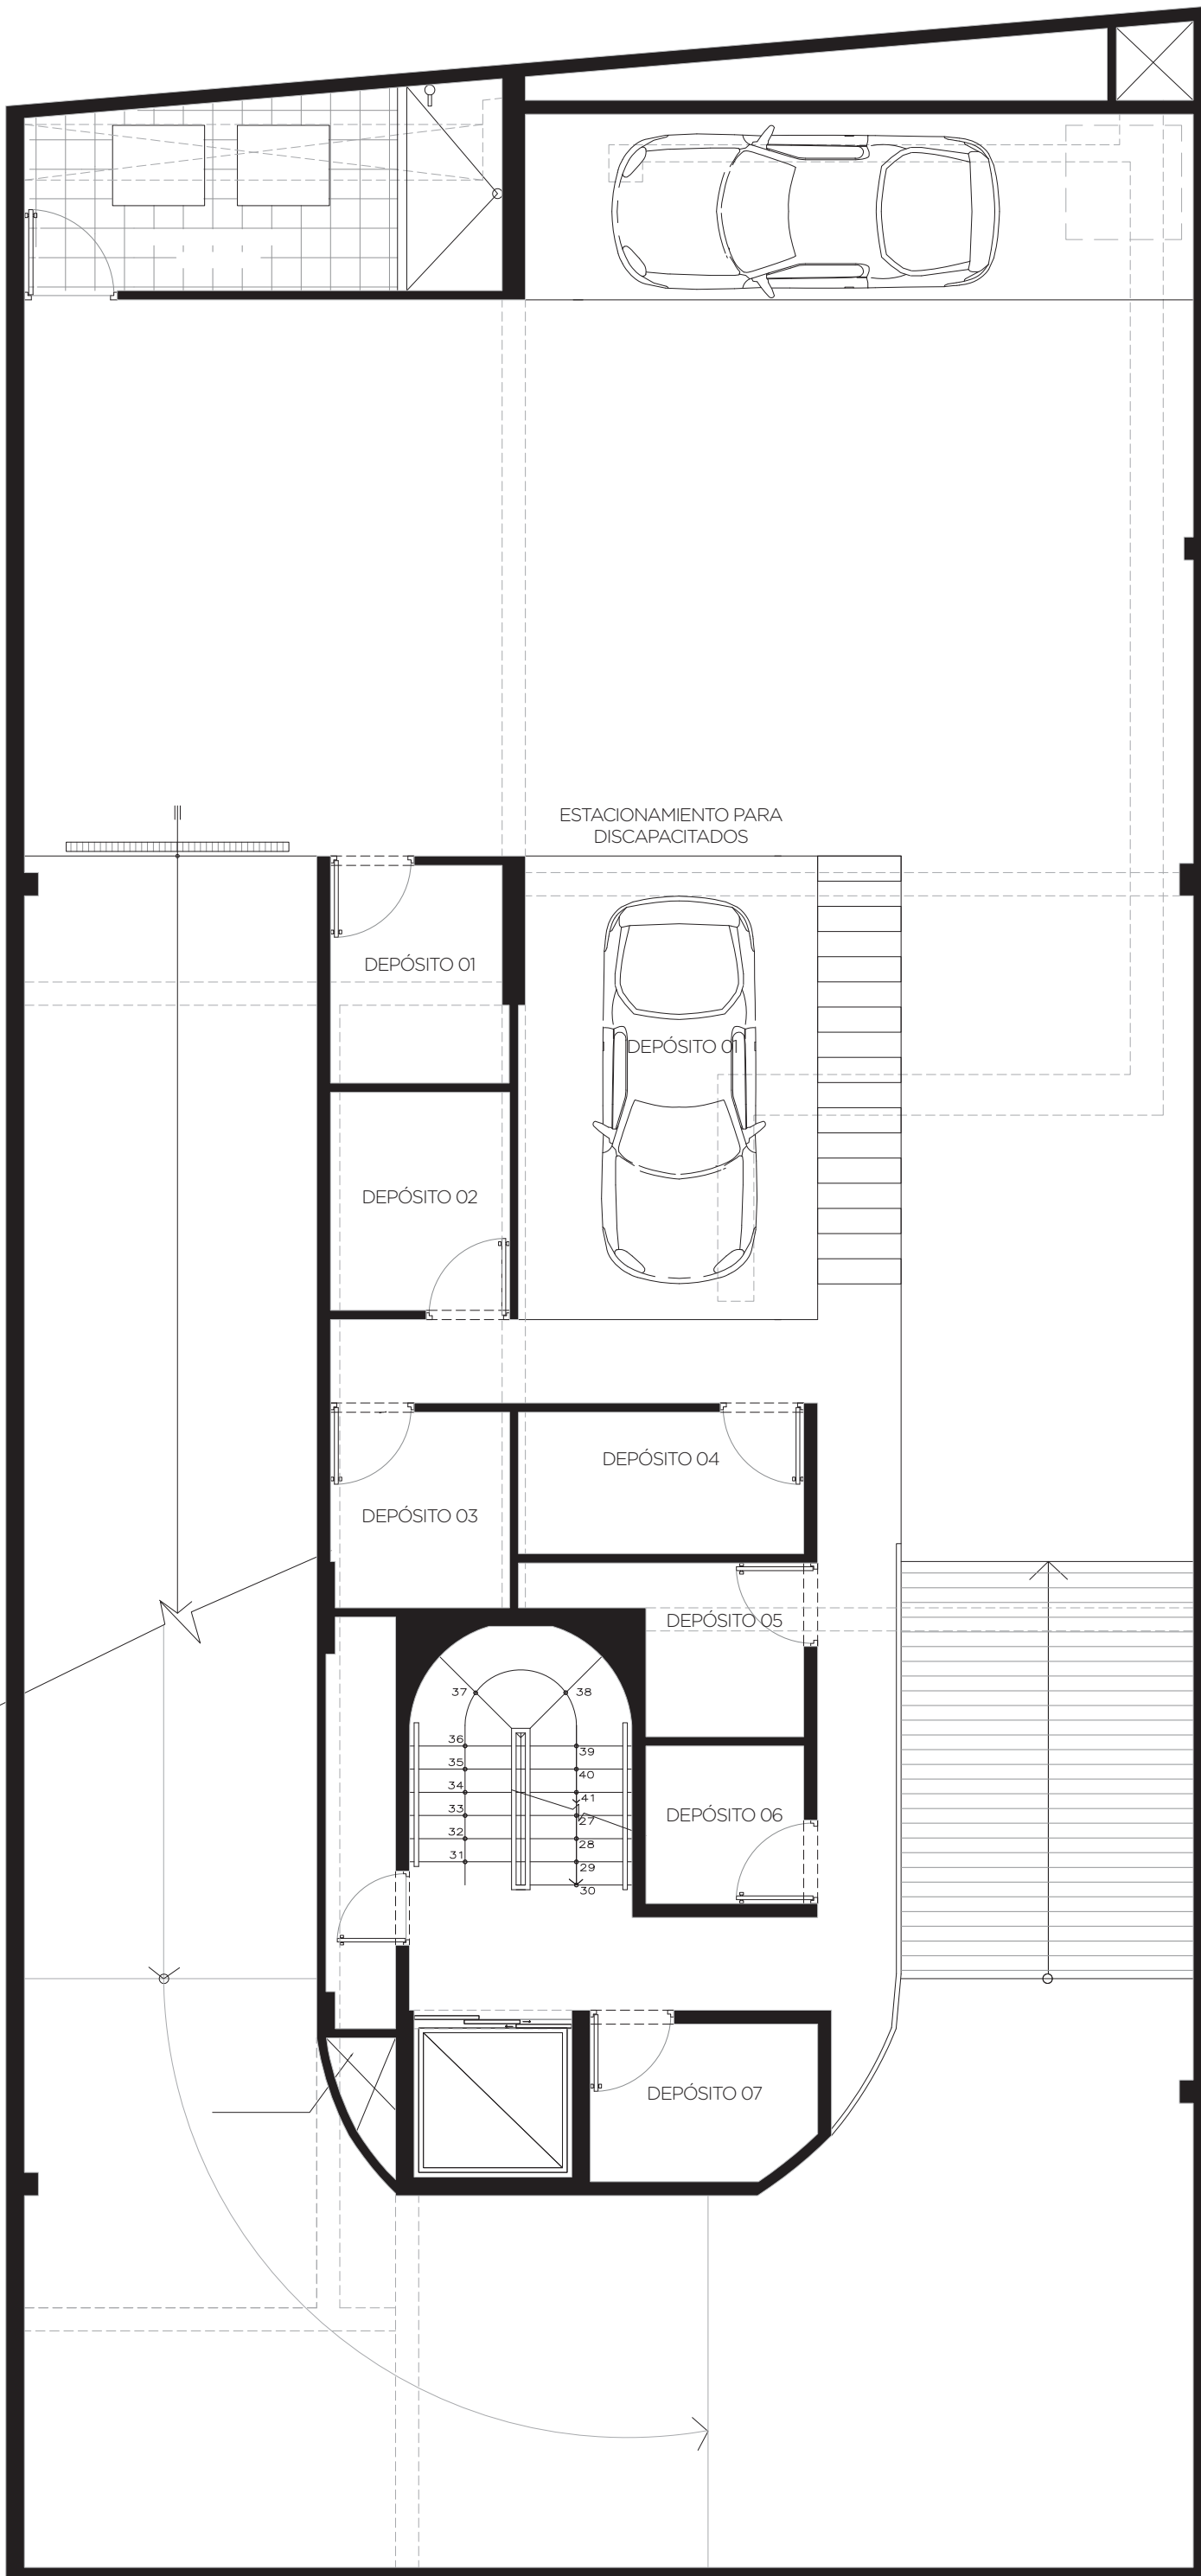 ESTACIONAMIENTO PARA
DISCAPACITADOS
DEPÓSITO 01
DEPÓSITO 01
DEPÓSITO 02
DEPÓSITO 04
DEPÓSITO 03
DEPÓSITO 05
37 38
36 39
35 40
34 41
33 27
32 28
31 29
30
DEPÓSITO 06
DEPÓSITO 07